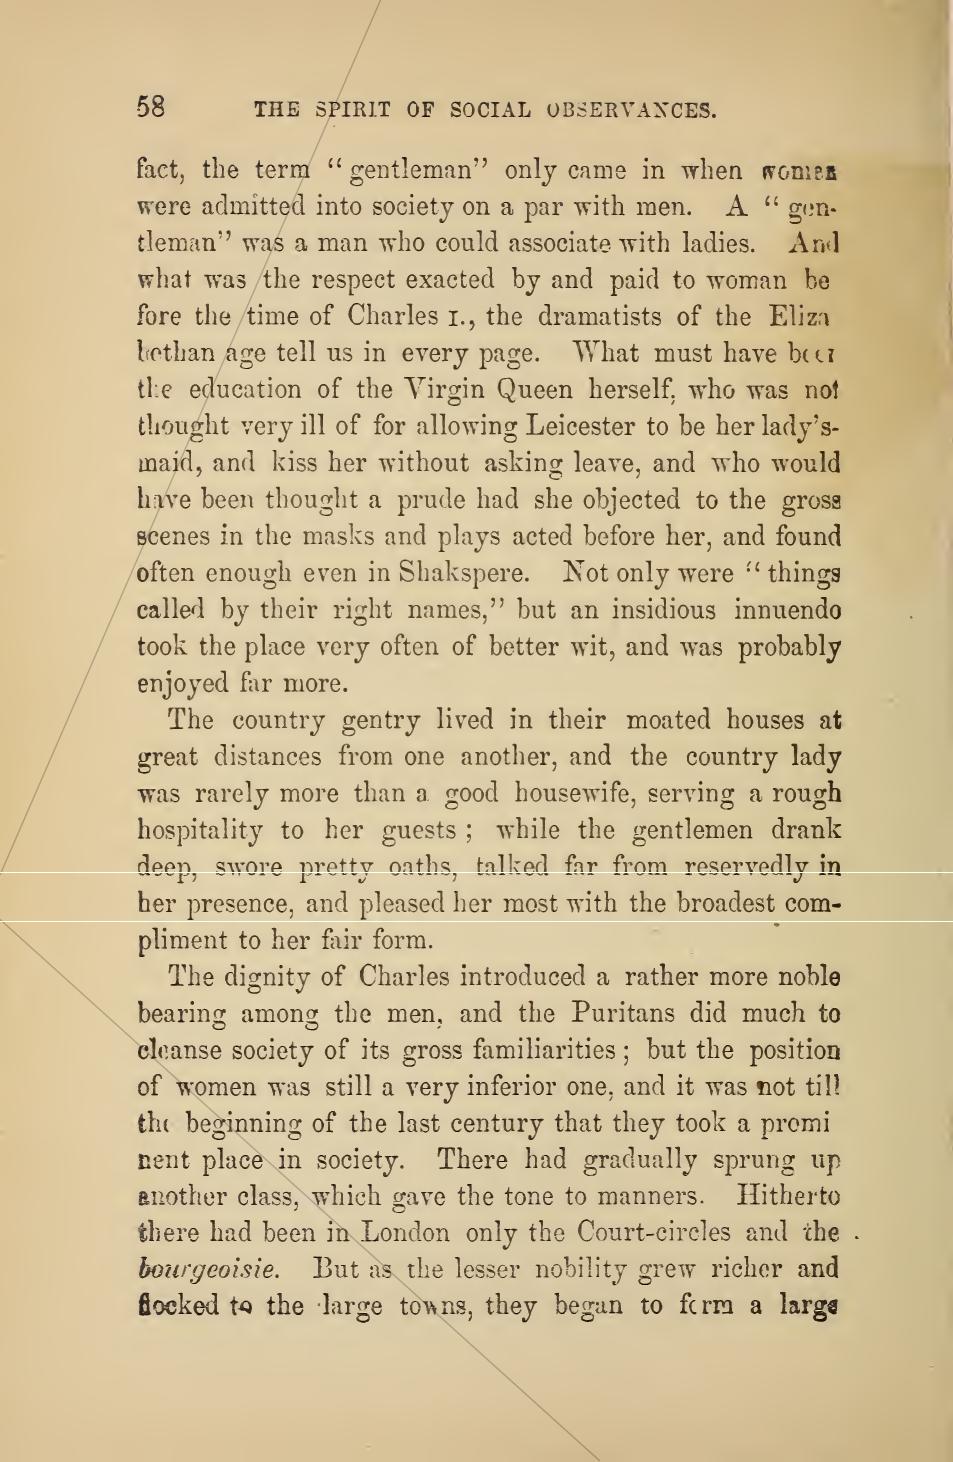 58 THE SPIRIT OF SOCIAL OBSERVANCES.
fact, the term “ gentleman” only came in when women
were admitted into society on a par with men. A “ gen-
tleman” was a man who could associate with ladies. And
what was the respect exacted by and paid to woman be
fore the time of Charles I., the dramatists of the Eliza
bethan age tell us in every page. What must have been
the education of the Virgin Queen herself, who was not
thought very ill of for allowing Leicester to be her lady’s-
maid, and kiss her without asking leave, and who would
have been thought a prude had she objected to the gross
scenes in the masks and plays acted before her, and found
often enough even in Shakspere. Not only were “ things
called by their right names,” but an insidious innuendo
took the place very often of better wit, and was probably
enjoyed far more.
The country gentry lived in their moated houses at
great distances from one another, and the country lady
was rarely more than a good housewife, serving a rough
hospitality to her guests ; while the gentlemen drank
deep, swore pretty oaths, talked far from reservedly in
her presence, and pleased her most with the broadest com-
pliment to her fair form.
The dignity of Charles introduced a rather more noble
bearing among the men, and the Puritans did much to
cleanse society of its gross familiarities ; but the position
of women was still a very inferior one, and it was not till
the beginning of the last century that they took a promi
nent place in society. There had gradually sprung up
another class, which gave the tone to manners. Hitherto
there had been in London only the Court-circles and the
bourgeoisie. But as the lesser nobility grew richer and
flocked to the large towns, they began to form a large